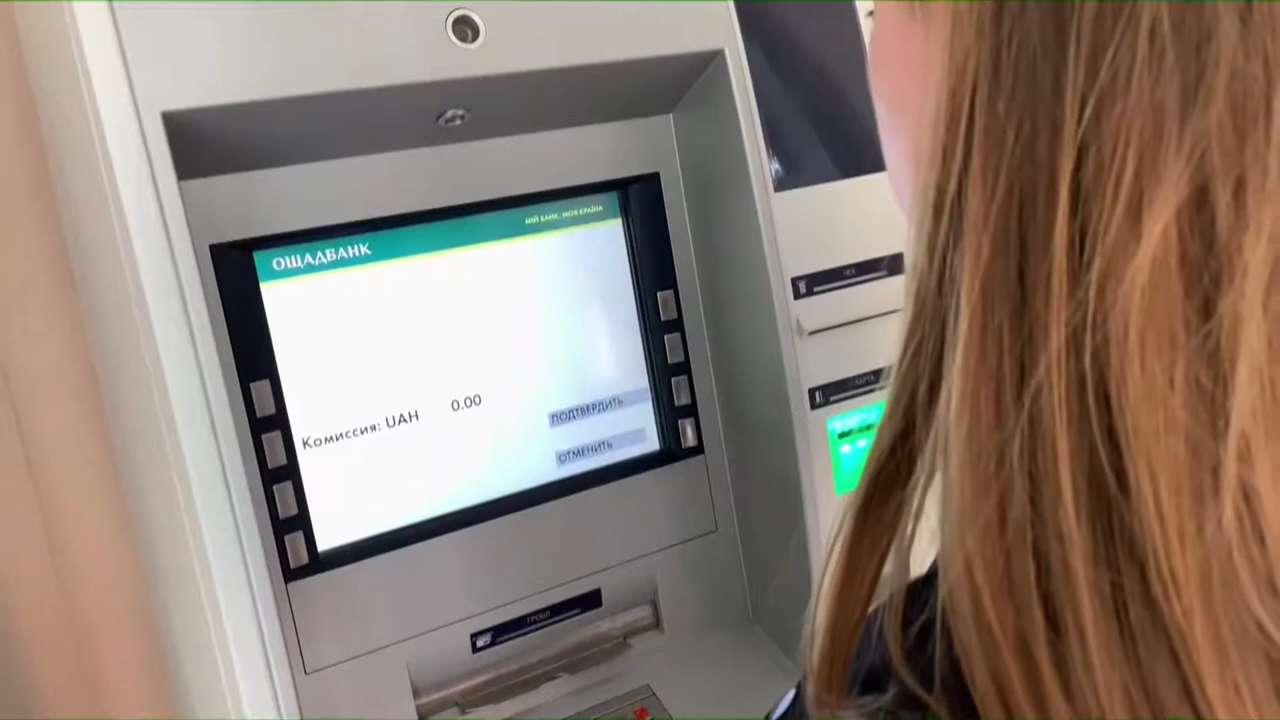 ОЩАДБАНК
МІЙ БАНК. МОЯ КРАЇНА
Комиссия: UAH 0.00
ПОДТВЕРДИТЬ
ОТМЕНИТЬ
ЧЕК
КАРТА
ГРОШІ